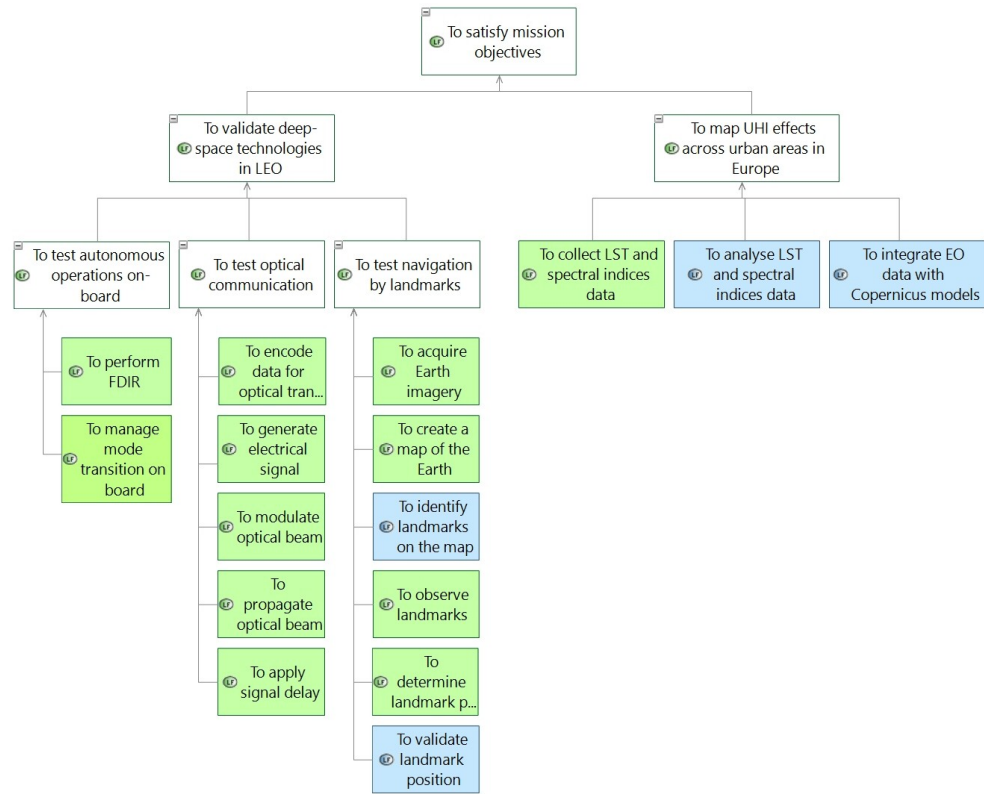 To satisfy mission
objectives
To validate deep-
space technologies
in LEO
To map UHI effects
across urban areas in
Europe
To test autonomous
operations on-
board
To test optical
communication
To test navigation
by landmarks
To collect LST and
spectral indices
data
To analyse LST
and spectral
indices data
To integrate EO
data with
Copernicus models
To perform
FDIR
To manage
mode
transition on
board
To encode
data for
optical tran...
To generate
electrical
signal
To modulate
optical beam
To
propagate
optical beam
To apply
signal delay
To acquire
Earth
imagery
To create a
map of the
Earth
To identify
landmarks
on the map
To observe
landmarks
To
determine
landmark p...
To validate
landmark
position